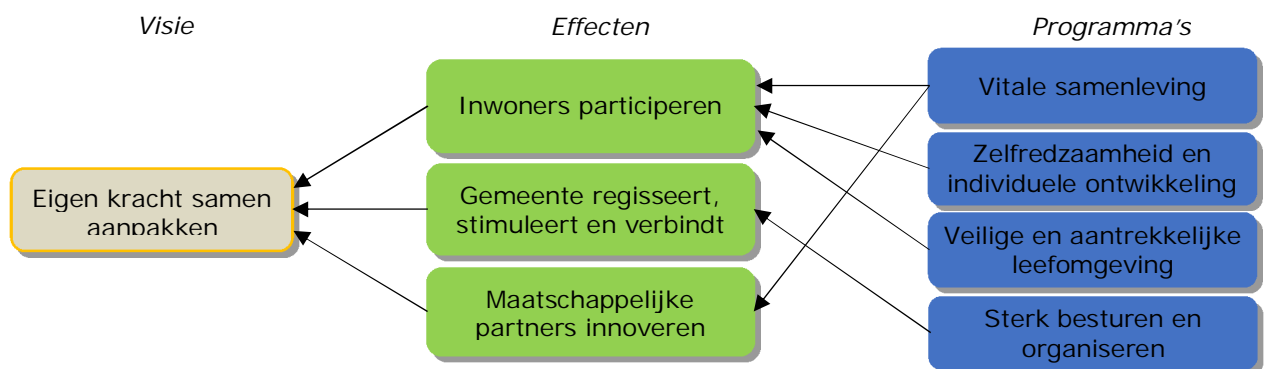 Visie
Effecten
Programma's
Eigen kracht samen
aanpakken
Inwoners participeren
Gemeente regisseert,
stimuleert en verbindt
Maatschappelijke
partners innoveren
Vitale samenleving
Zelfredzaamheid en
individuele ontwikkeling
Veilige en aantrekkelijke
leefomgeving
Sterk besturen en
organiseren